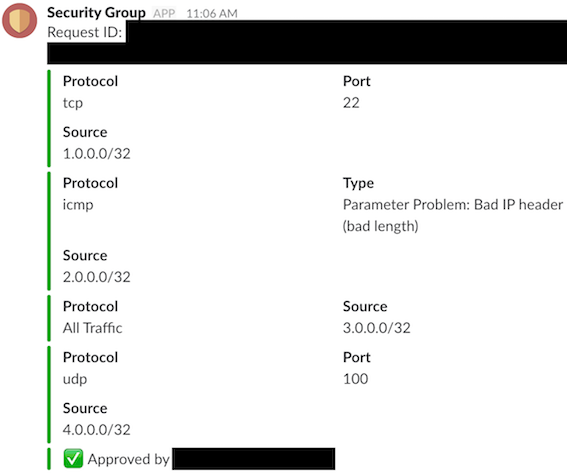 Security Group APP 11:06 AM
Request ID:
Protocol Port
tcp 22
Source
1.0.0.0/32
Protocol Type
icmp Parameter Problem: Bad IP header
(bad length)
Source
2.0.0.0/32
Protocol Source
All Traffic 3.0.0.0/32
Protocol Port
udp 100
Source
4.0.0.0/32
Approved by